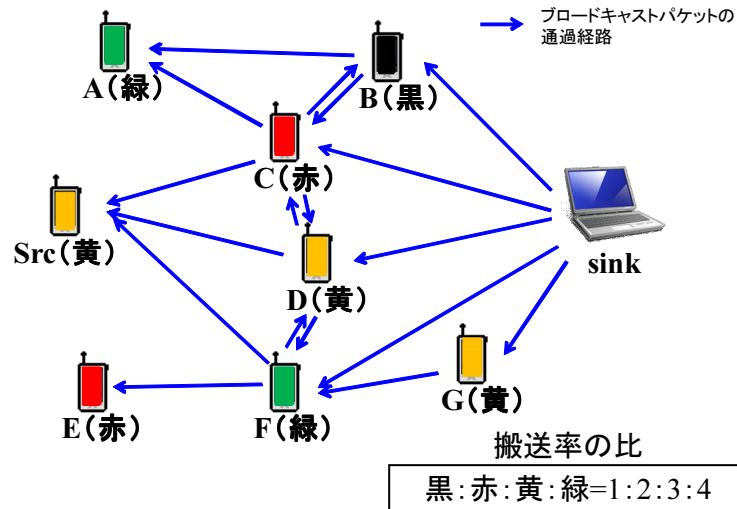 ブロードキャストパケットの
通過経路
A(緑)
B(黒)
C(赤)
Src(黄)
sink
D(黄)
E(赤)
F(緑)
G(黄)
搬送率の比
黒:赤:黄:緑=1:2:3:4